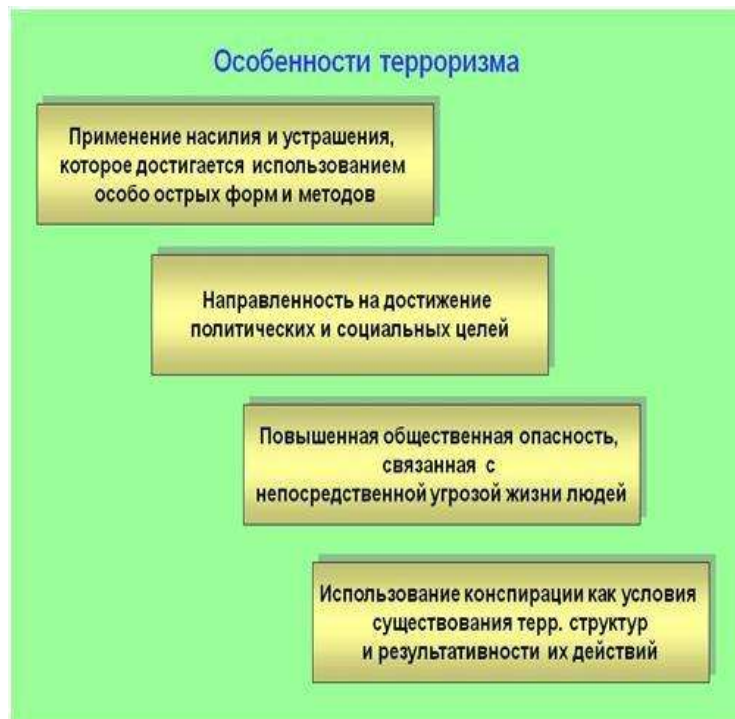 Особенности терроризма
Применение насилия и устрашения,
которое достигается использованием
особо острых форм и методов
Направленность на достижение
политических и социальных целей
Повышенная общественная опасность,
связанная с
непосредственной угрозой жизни людей
Использование конспирации как условия
существования терр. структур
и результативности их действий